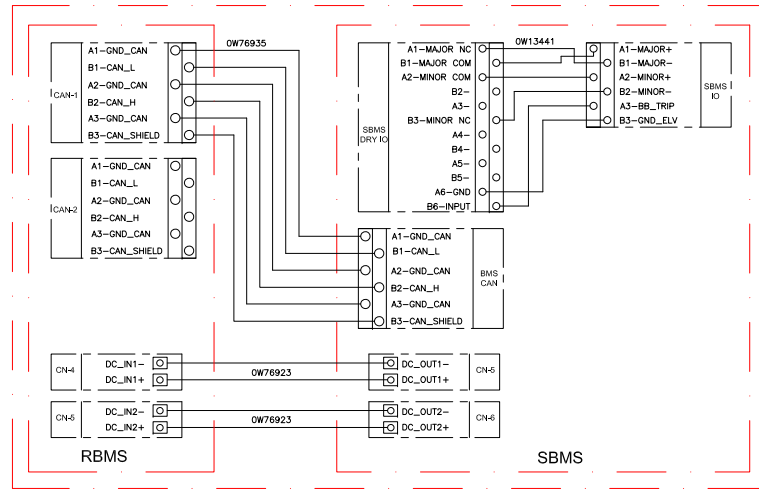 0W76935
CAN-1
A1-GND_CAN
B1-CAN_L
A2-GND_CAN
B2-CAN_H
A3-GND_CAN
B3-CAN_SHIELD
CAN-2
A1-GND_CAN
B1-CAN_L
A2-GND_CAN
B2-CAN_H
A3-GND_CAN
B3-CAN_SHIELD
SBMS
DRY IO
A1-MAJOR NC
B1-MAJOR COM
A2-MINOR COM
B2-
A3-
B3-MINOR NC
A4-
B4-
A5-
B5-
A6-GND
B6-INPUT
0W13441
A1-MAJOR+
B1-MAJOR-
A2-MINOR+
B2-MINOR-
A3-BB_TRIP
B3-GND_ELV
SBMS
IO
A1-GND_CAN
B1-CAN_L
A2-GND_CAN
B2-CAN_H
A3-GND_CAN
B3-CAN_SHIELD
BMS
CAN
CN-4
DC_IN1-
DC_IN1+
0W76923
DC_OUT1-
DC_OUT1+
CN-5
CN-5
DC_IN2-
DC_IN2+
0W76923
DC_OUT2-
DC_OUT2+
CN-6
RBMS
SBMS